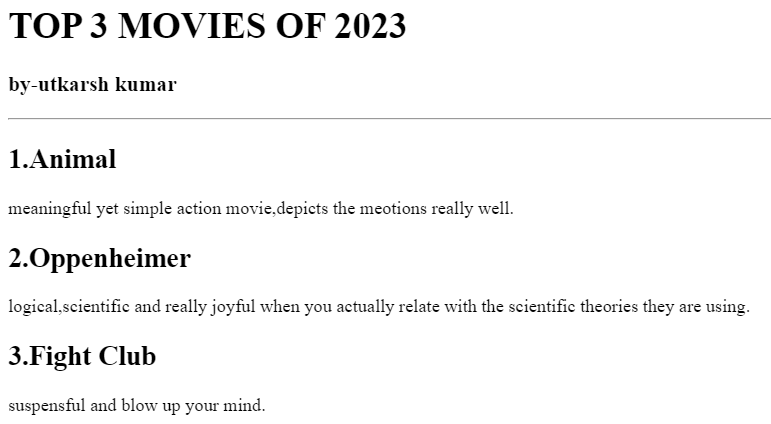 TOP 3 MOVIES OF 2023
by-utkarsh kumar
1.Animal
meaningful yet simple action movie,depicts the meotions really well.
2.Oppenheimer
logical,scientific and really joyful when you actually relate with the scientific theories they are using.
3.Fight Club
suspensful and blow up your mind.